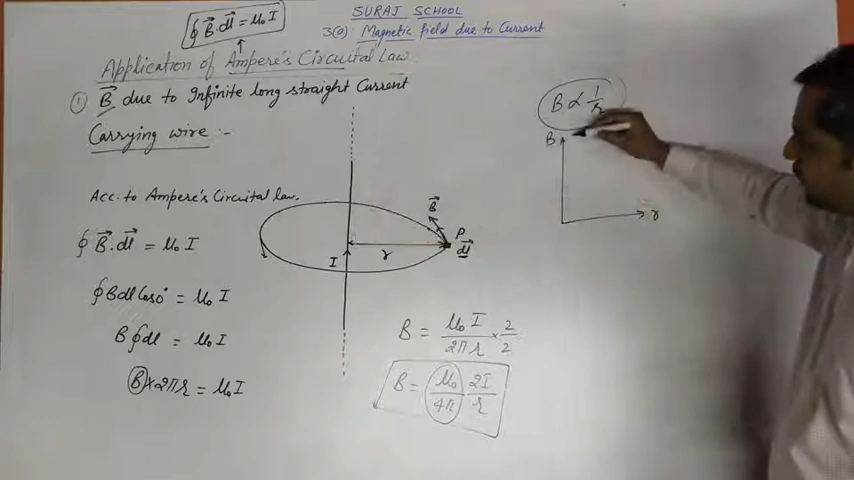 ∮B⃗.dl⃗ = μ₀I
SURAJ SCHOOL
3(a): Magnetic field due to Current
Application of Ampere's Circuital Law
① B⃗ due to Infinite long straight Current
Carrying wire :-
B ∝ 1/r
B
r
Acc. to Ampere's Circuital law.
∮B⃗.dl⃗ = μ₀I
∮Bdl Cos0° = μ₀I
B∮dl = μ₀I
B×2πr = μ₀I
B⃗
P
dl⃗
r
I
B = μ₀I/2πr × 2/2
B = μ₀/4π 2I/r